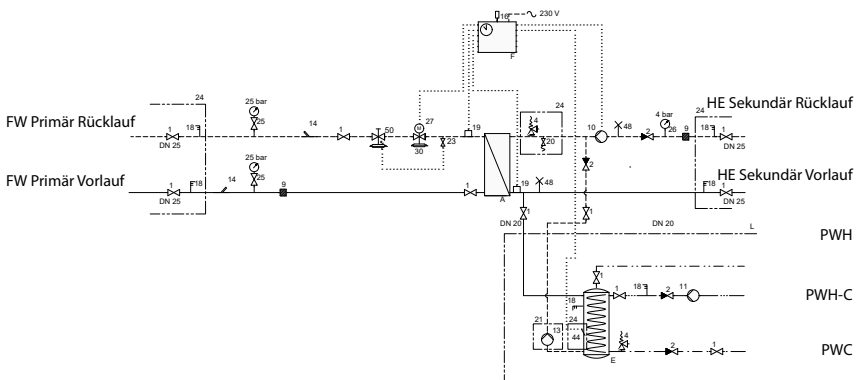 16
230 V
F
24
25 bar
25
27
19
24
4
10
4 bar
24
HE Sekundär Rücklauf
FW Primär Rücklauf
1
18
14
1
50
M
23
20
48
2
26
9
18
1
DN 25
30
2
DN 25
25 bar
HE Sekundär Vorlauf
FW Primär Vorlauf
1
18
14
25
9
1
A
19
48
18
1
DN 25
DN 25
1
1
DN 20
DN 20
L
PWH
1
18
1
18
2
11
PWH-C
21
24
13
44
4
2
1
PWC
E